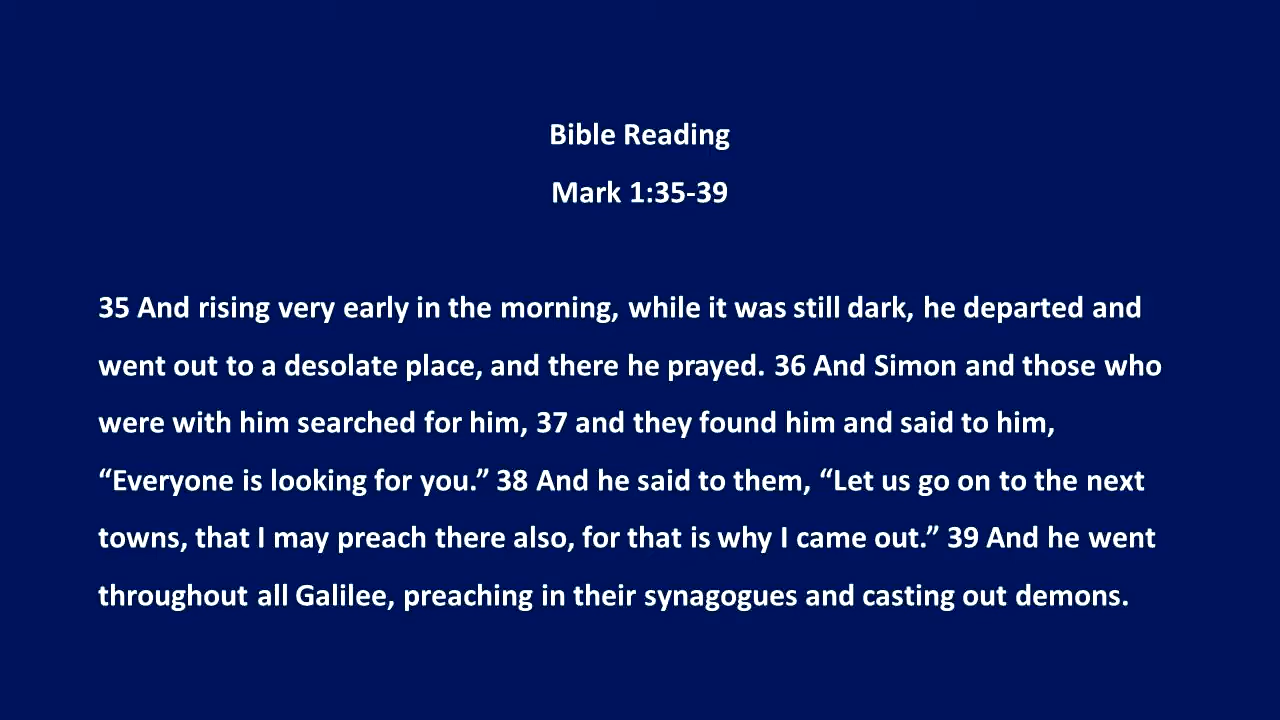 Bible Reading
Mark 1:35-39
35 And rising very early in the morning, while it was still dark, he departed and
went out to a desolate place, and there he prayed. 36 And Simon and those who
were with him searched for him, 37 and they found him and said to him,
“Everyone is looking for you.” 38 And he said to them, “Let us go on to the next
towns, that I may preach there also, for that is why I came out.” 39 And he went
throughout all Galilee, preaching in their synagogues and casting out demons.